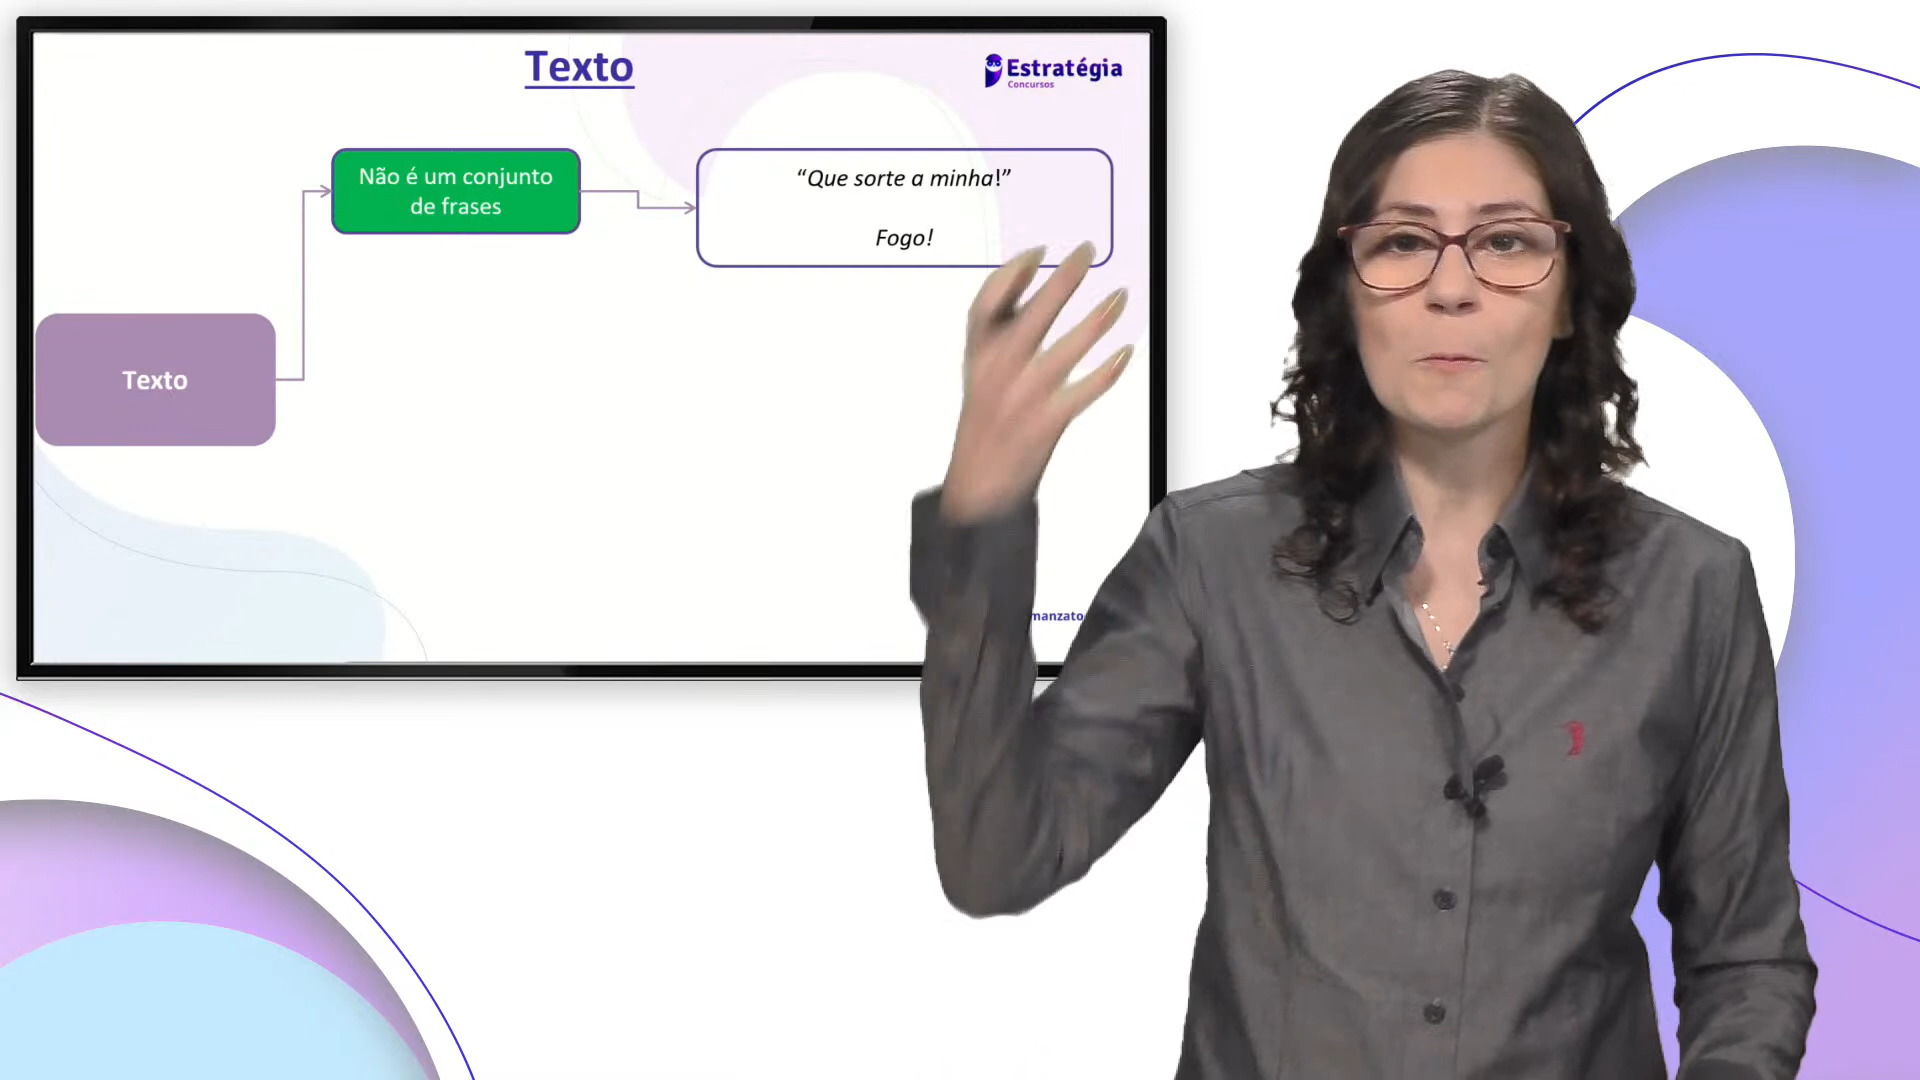 Texto
Estratégia
Concursos
Não é um conjunto
de frases
“Que sorte a minha!”
Fogo!
Texto
manzato